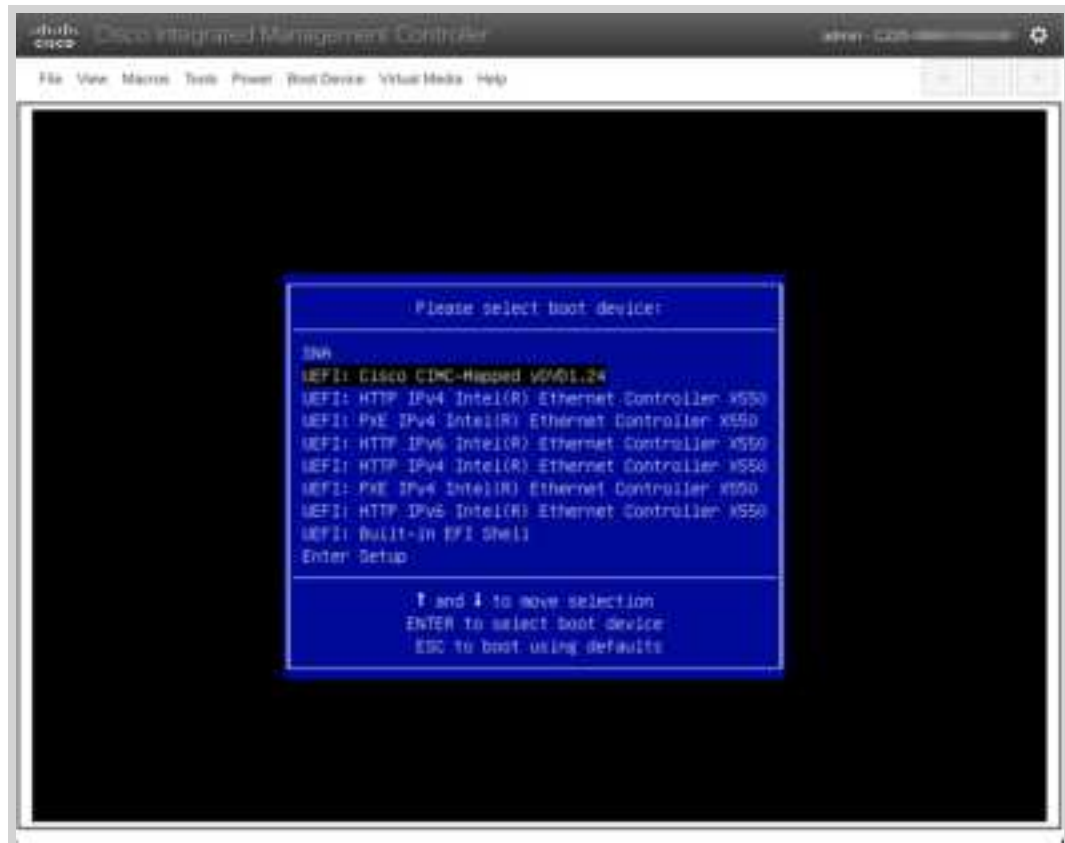 cisco Cisco Integrated Management Controller
File View Macros Tools Power Boot Device Virtual Media Help
Please select boot device:
UEFI: Cisco CIMC-Mapped vDVD1.24
UEFI: HTTP IPv4 Intel(R) Ethernet Controller X550
UEFI: PXE IPv4 Intel(R) Ethernet Controller X550
UEFI: HTTP IPv6 Intel(R) Ethernet Controller X550
UEFI: HTTP IPv4 Intel(R) Ethernet Controller X550
UEFI: PXE IPv4 Intel(R) Ethernet Controller X550
UEFI: HTTP IPv6 Intel(R) Ethernet Controller X550
UEFI: Built-in EFI Shell
Enter Setup
↑ and ↓ to move selection
ENTER to select boot device
ESC to boot using defaults